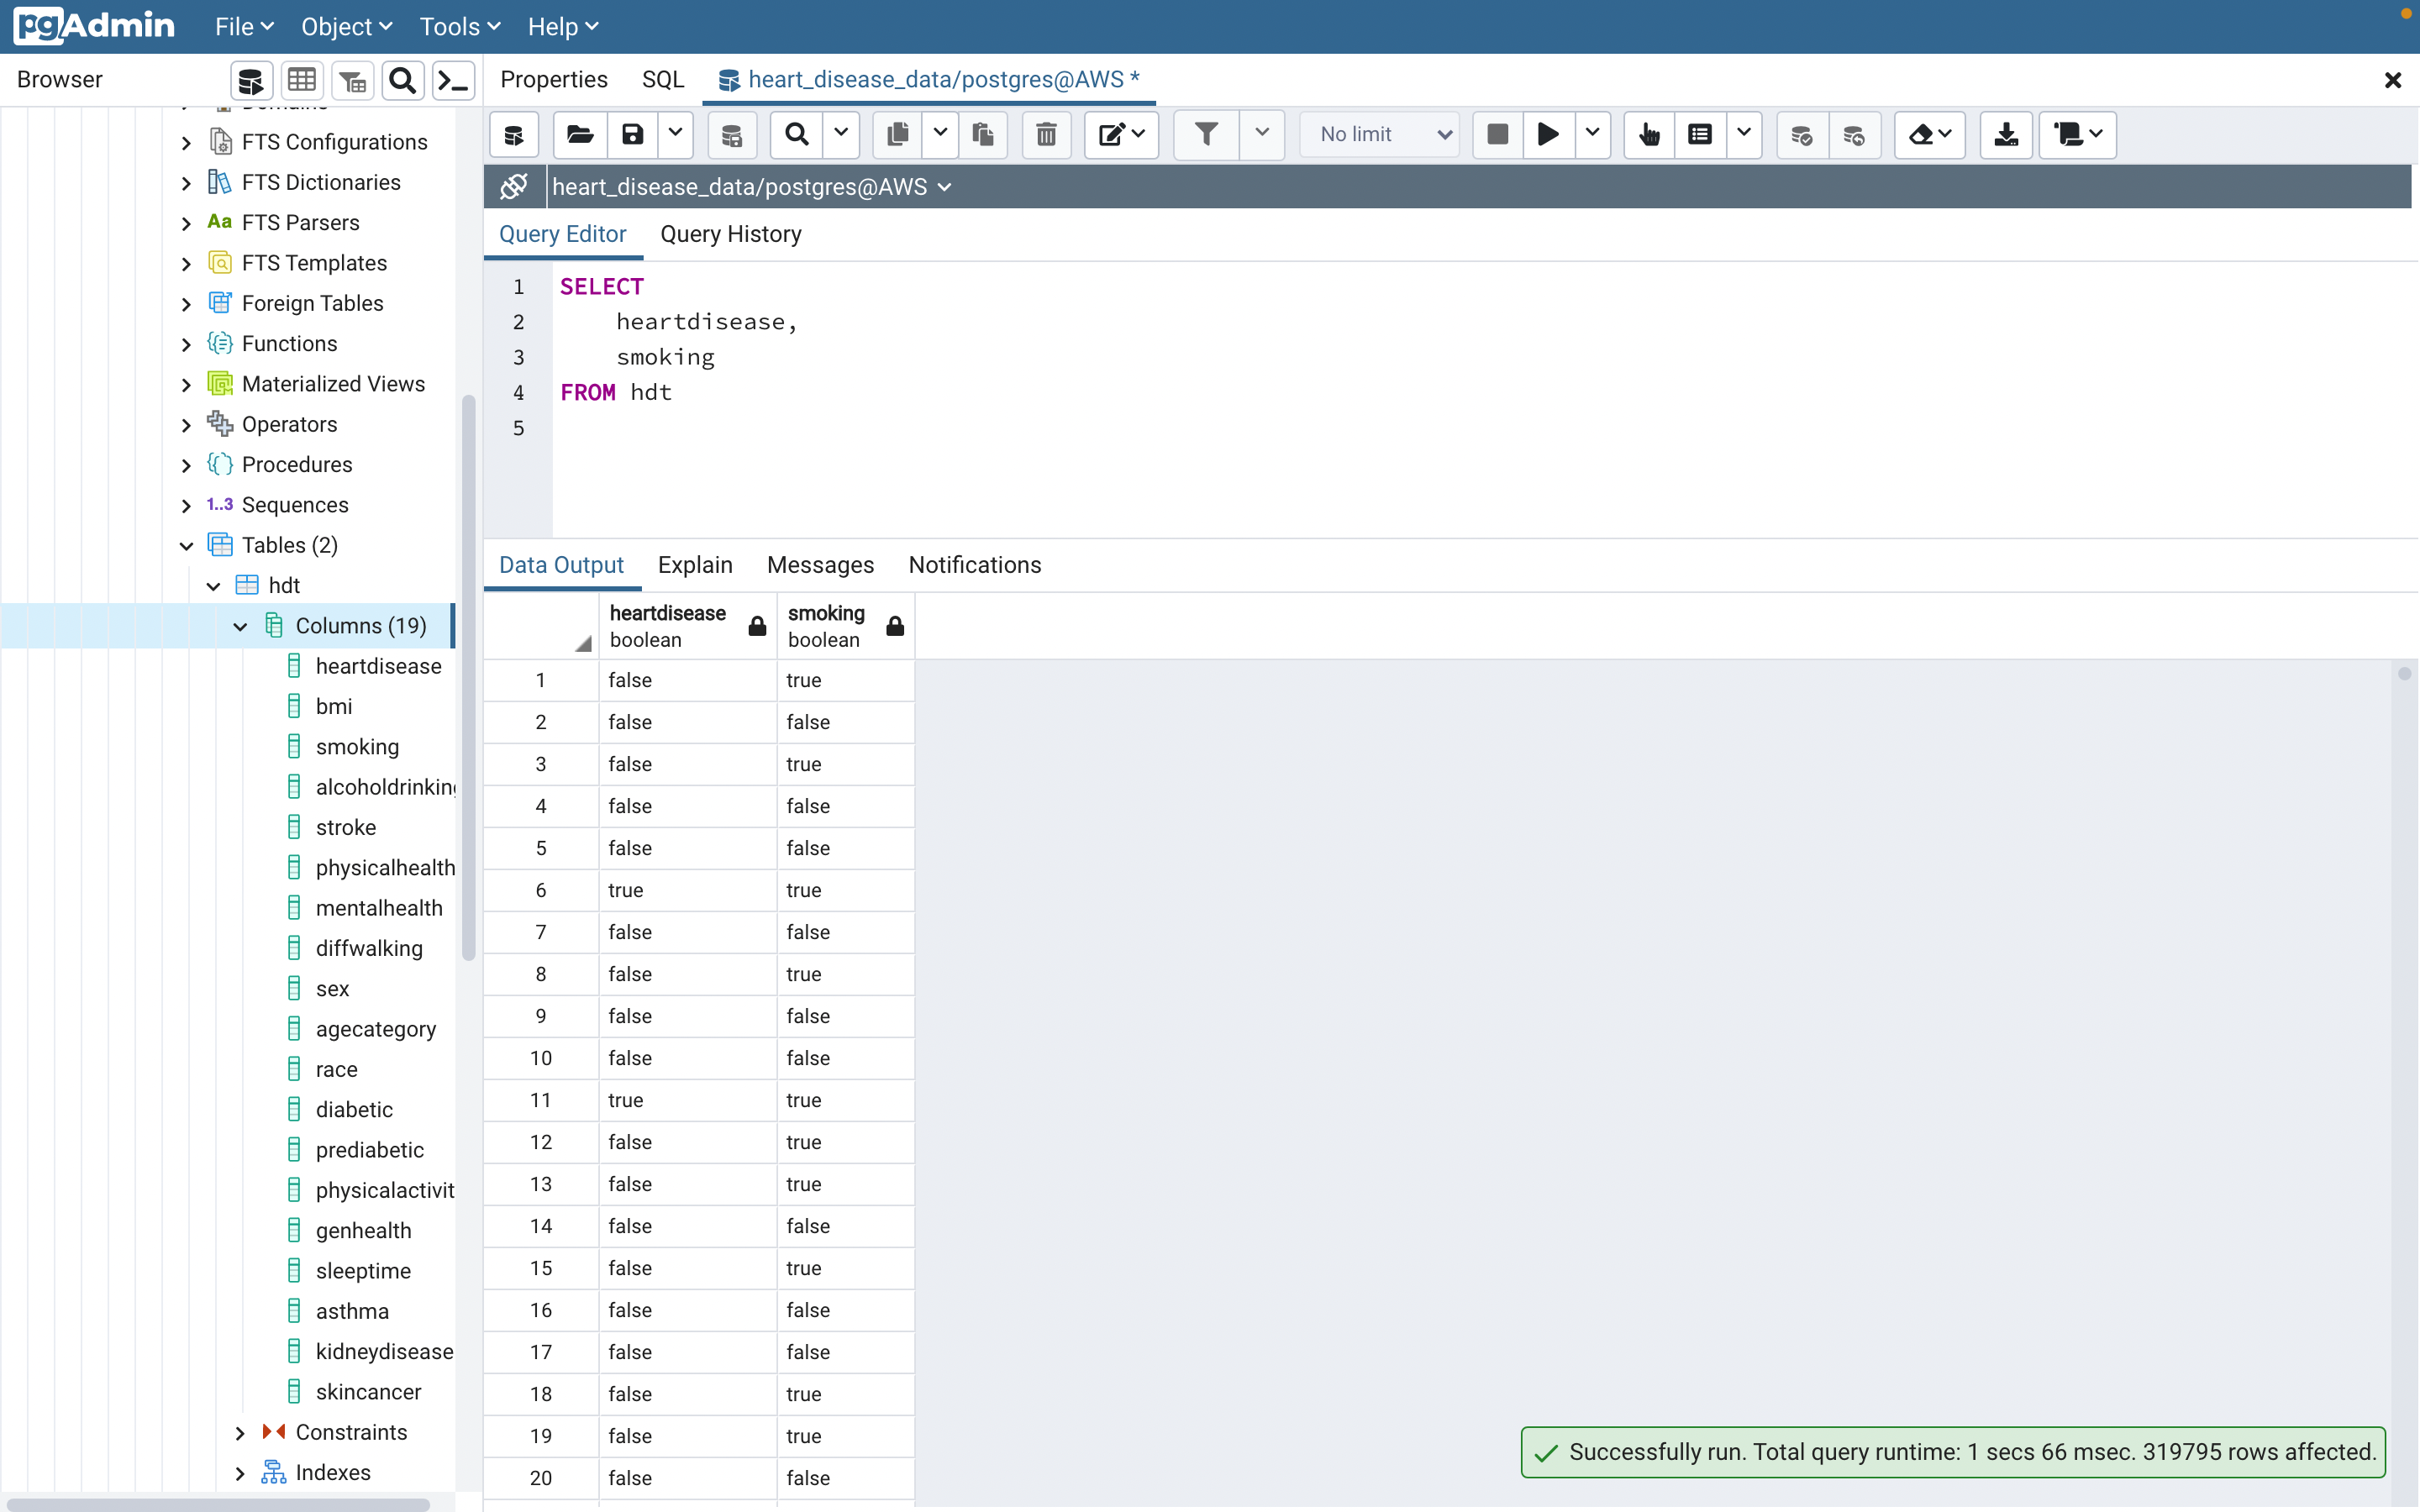 pgAdmin File Object Tools Help
Browser
Properties SQL heart_disease_data/postgres@AWS *
No limit
heart_disease_data/postgres@AWS
Query Editor Query History
Domains
FTS Configurations
FTS Dictionaries
Aa FTS Parsers
FTS Templates
Foreign Tables
Functions
Materialized Views
Operators
Procedures
1..3 Sequences
Tables (2)
hdt
Columns (19)
heartdisease
bmi
smoking
alcoholdrinking
stroke
physicalhealth
mentalhealth
diffwalking
sex
agecategory
race
diabetic
prediabetic
physicalactivit
genhealth
sleeptime
asthma
kidneydisease
skincancer
Constraints
Indexes
1 SELECT
2 heartdisease,
3 smoking
4 FROM hdt
5
Data Output Explain Messages Notifications
heartdisease smoking
boolean boolean
1 false true
2 false false
3 false true
4 false false
5 false false
6 true true
7 false false
8 false true
9 false false
10 false false
11 true true
12 false true
13 false true
14 false false
15 false true
16 false false
17 false false
18 false true
19 false true
20 false false
Successfully run. Total query runtime: 1 secs 66 msec. 319795 rows affected.